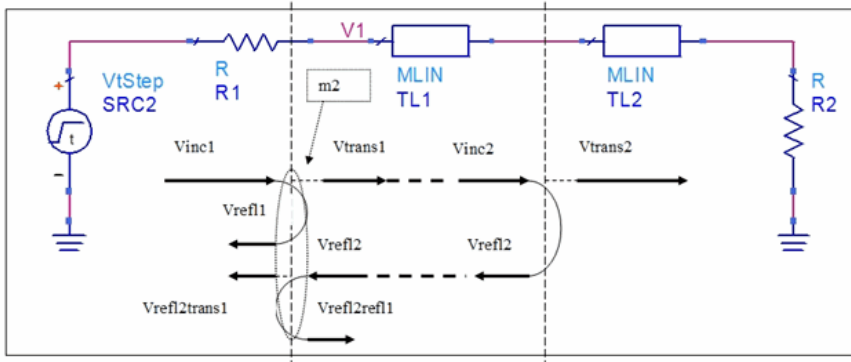 V1
R
R1
MLIN
TL1
MLIN
TL2
VtStep
SRC2
+
t
−
R
R2
m2
Vinc1
Vtrans1
Vinc2
Vtrans2
Vrefl1
Vrefl2
Vrefl2
Vrefl2trans1
Vrefl2refl1